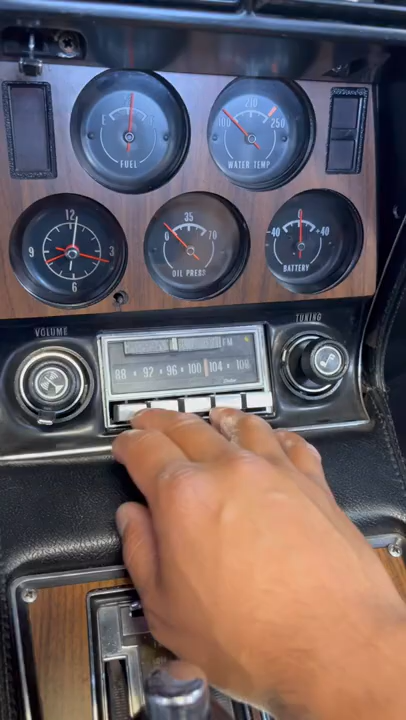 E
FUEL
100 210 250
WATER TEMP
12
9 3
6
0 35 70
OIL PRESS
0
-40 +40
BATTERY
VOLUME
TUNING
FM
88 92 96 100 104 108